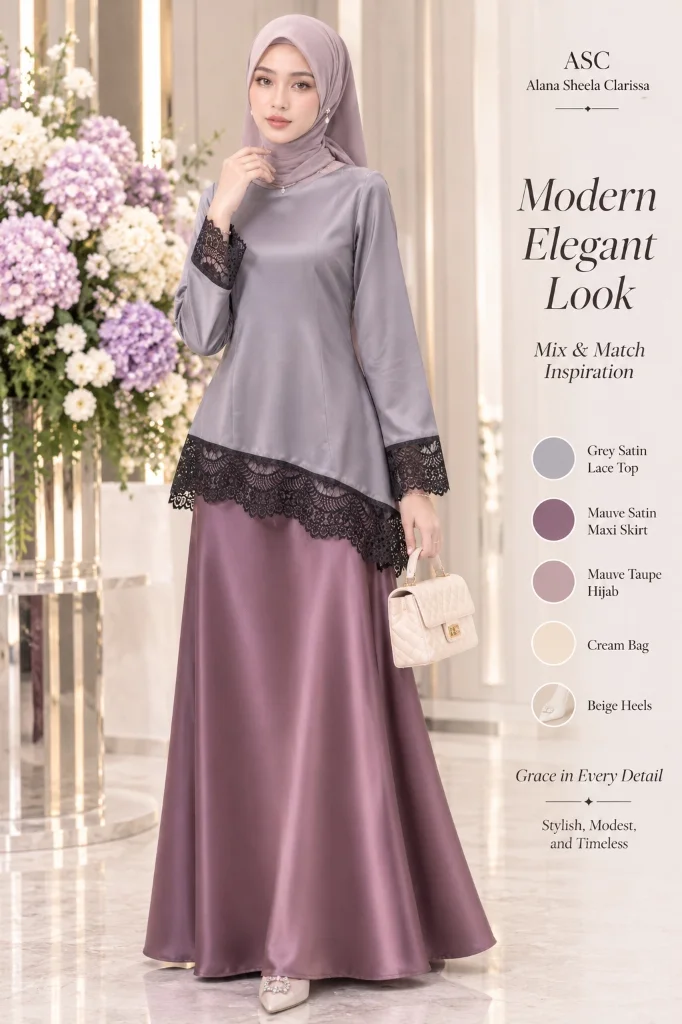 ASC
Alana Sheela Clarissa
Modern
Elegant
Look
Mix & Match
Inspiration
Grey Satin
Lace Top
Mauve Satin
Maxi Skirt
Mauve Taupe
Hijab
Cream Bag
Beige Heels
Grace in Every Detail
Stylish, Modest,
and Timeless